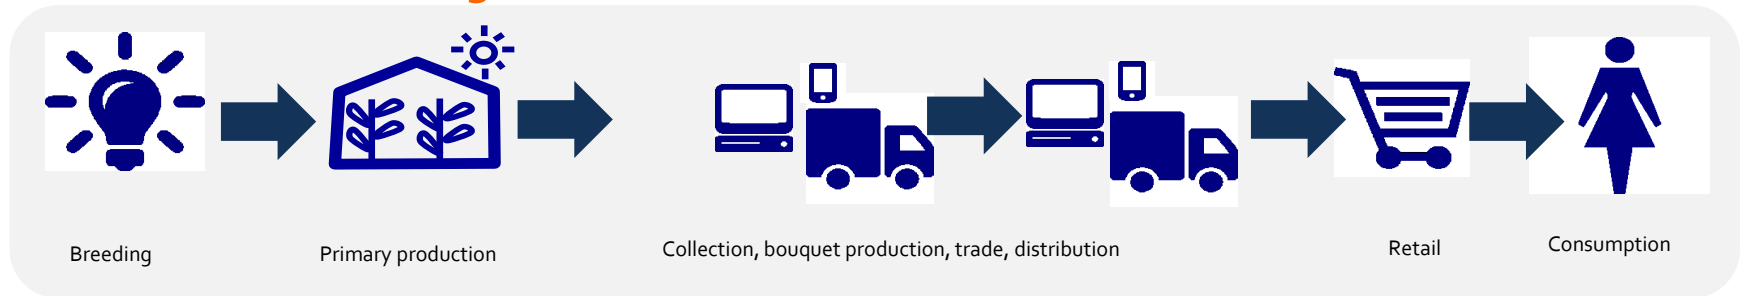 Breeding
Primary production
Collection, bouquet production, trade, distribution
Retail
Consumption